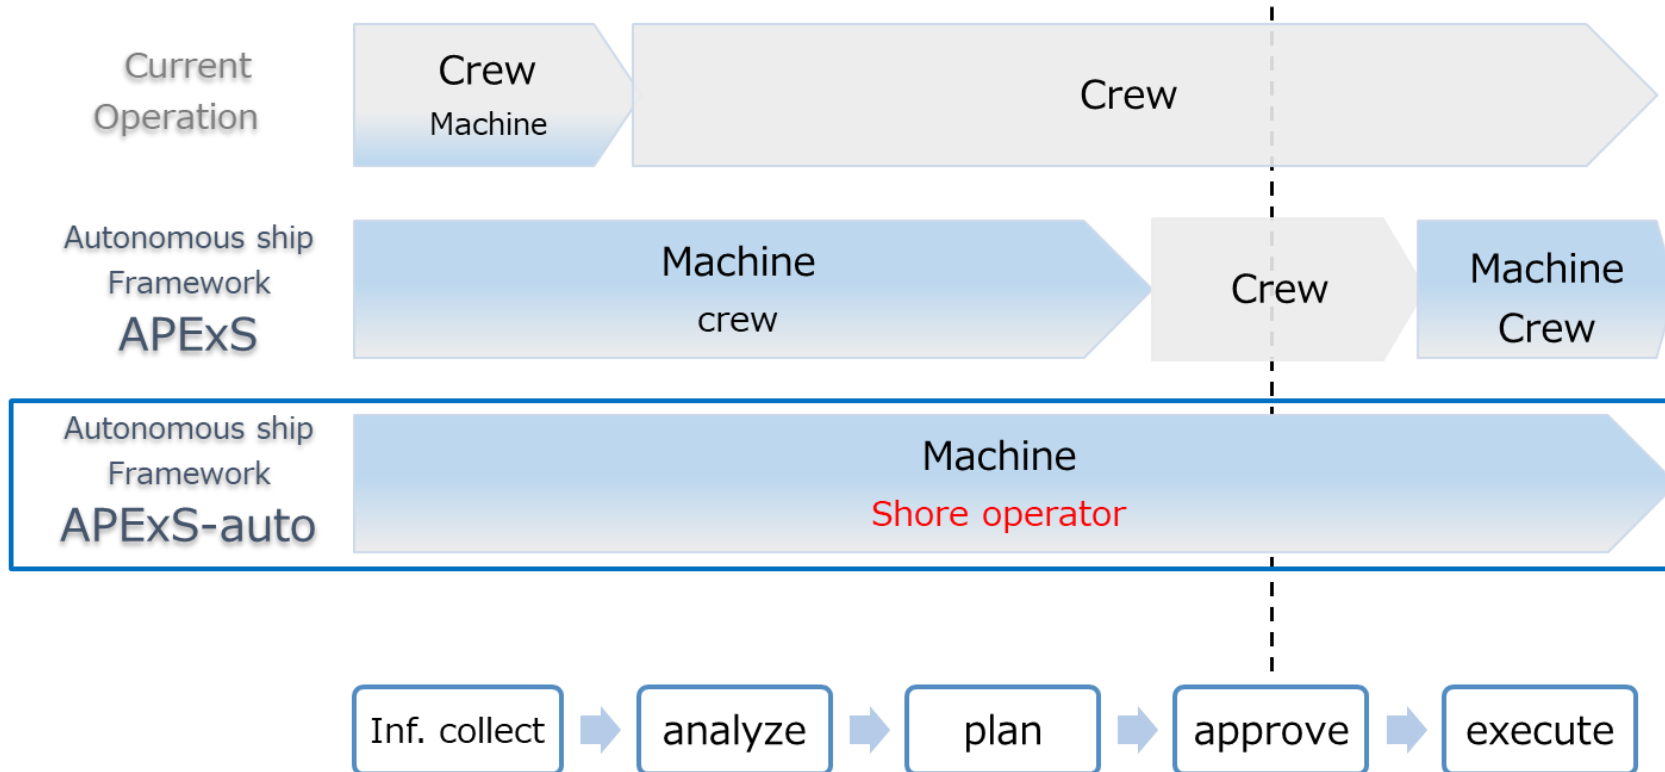 Current
Operation
Crew
Machine
Crew
Autonomous ship
Framework
APExS
Machine
crew
Crew
Machine
Crew
Autonomous ship
Framework
APExS-auto
Machine
Shore operator
Inf. collect
analyze
plan
approve
execute